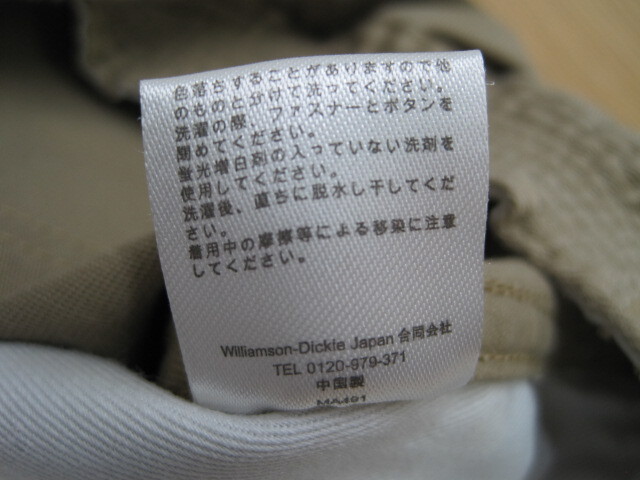 色落ちすることがありますので他
のものと分けて洗ってください。
洗濯の際、ファスナーとボタンを
閉めてください。
蛍光増白剤の入っていない洗剤を
使用してください。
洗濯後、直ちに脱水し干してくだ
さい。
着用中の摩擦等による移染に注意
してください。
Williamson-Dickie Japan 合同会社
TEL 0120-979-371
中国製
MA491